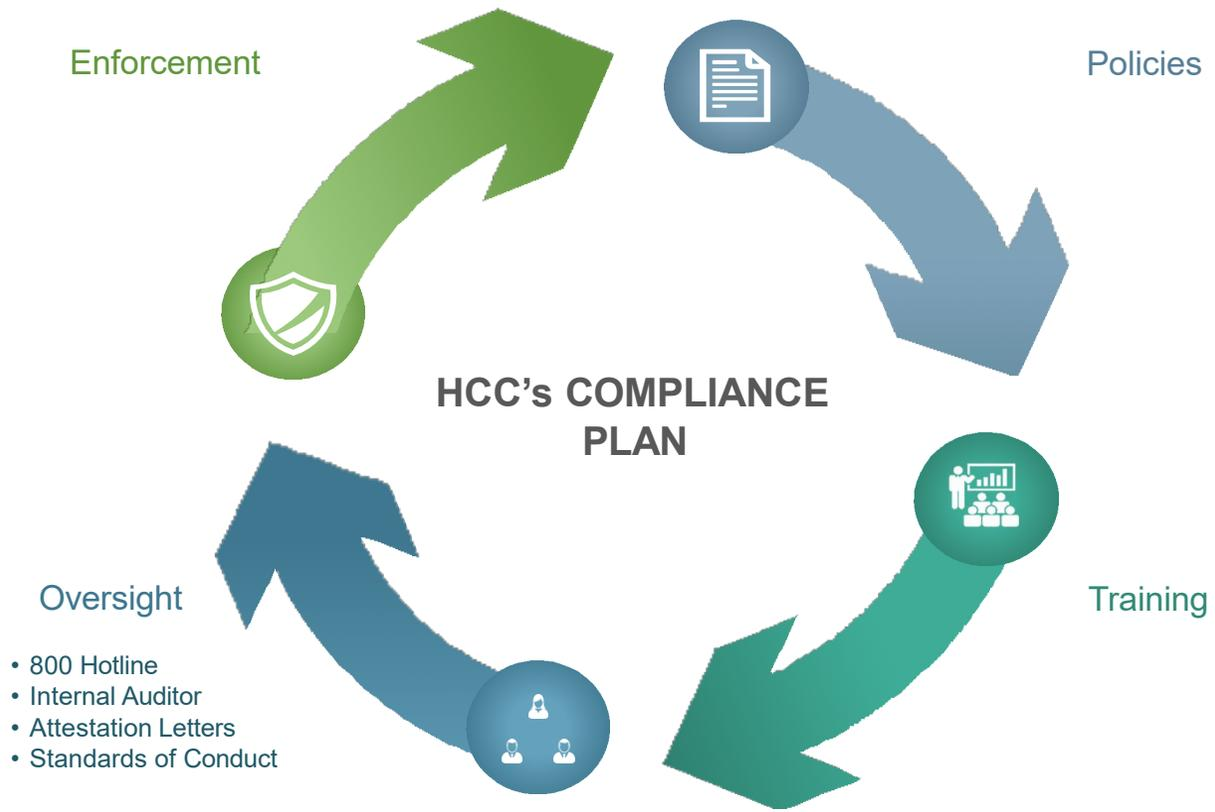 Enforcement
Policies
HCC’s COMPLIANCE
PLAN
Oversight
Training
• 800 Hotline
• Internal Auditor
• Attestation Letters
• Standards of Conduct